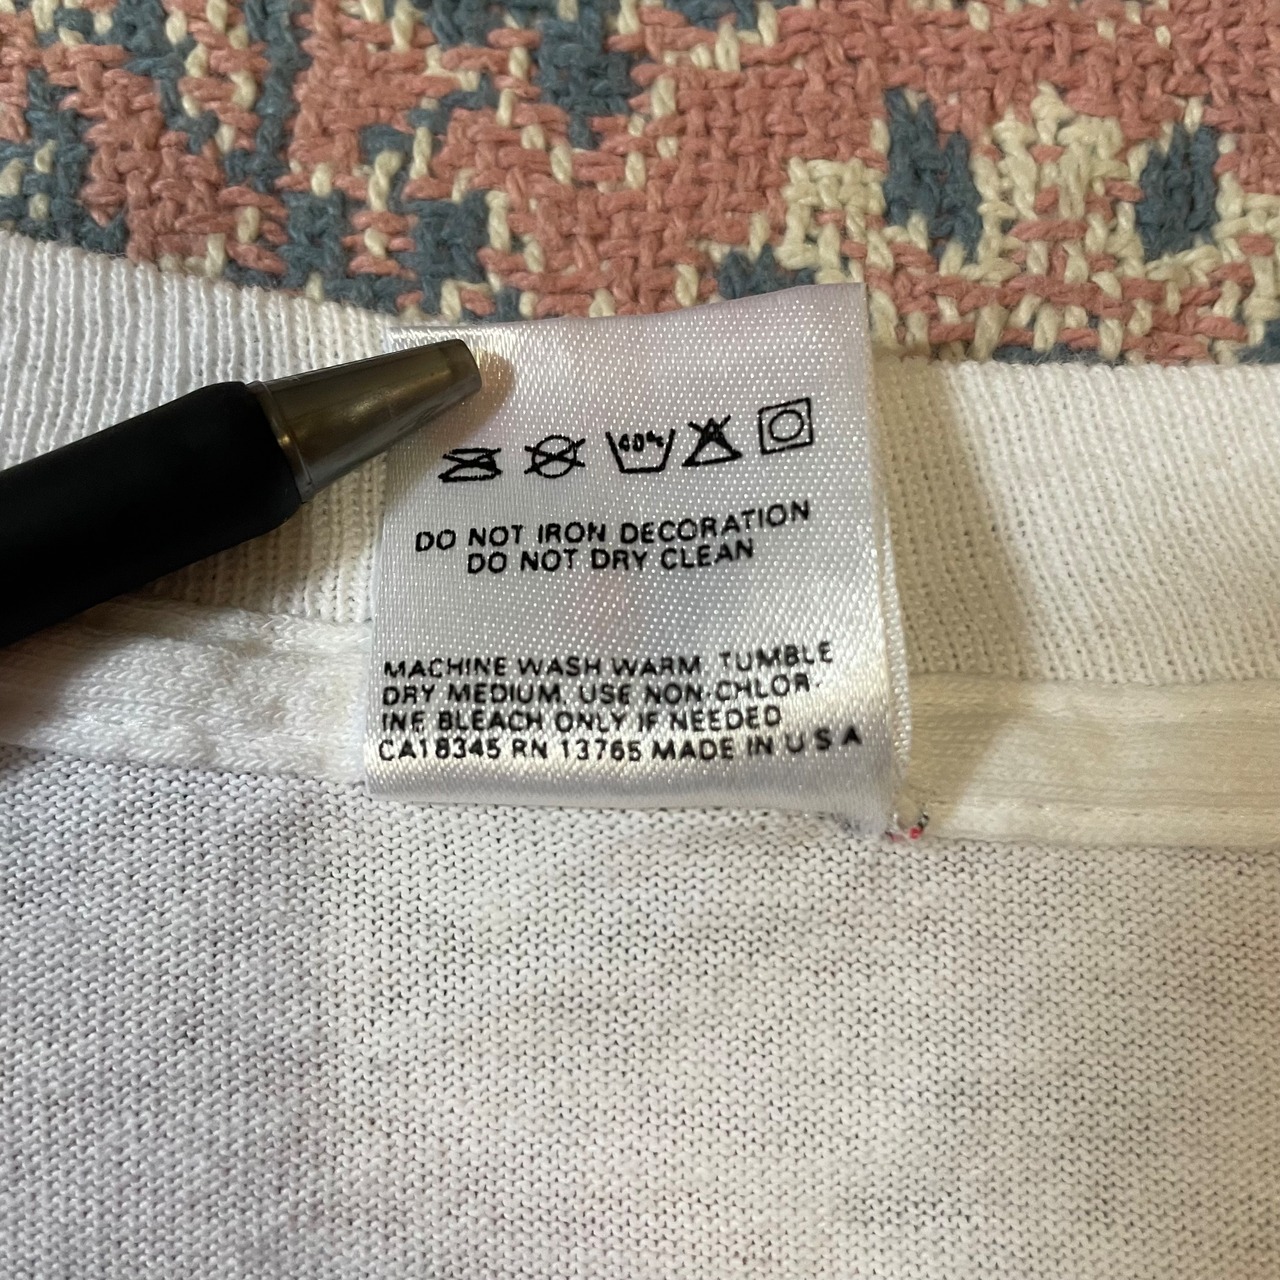 40°c
DO NOT IRON DECORATION
DO NOT DRY CLEAN
MACHINE WASH WARM TUMBLE
DRY MEDIUM. USE NON-CHLOR-
INE BLEACH ONLY IF NEEDED
CA18345 RN 13765 MADE IN U S A